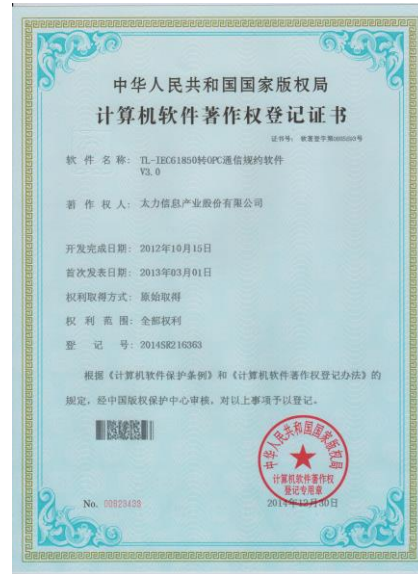 中华人民共和国国家版权局
计算机软件著作权登记证书
证书号： 软著登字第
软件名称： TL-IEC61850转OPC通信规约软件
V3.0
著作权人： 太力信息产业股份有限公司
开发完成日期： 2012年10月15日
首次发表日期： 2013年03月01日
权利取得方式： 原始取得
权利范围： 全部权利
登记号： 2014SR216363
根据《计算机软件保护条例》和《计算机软件著作权登记办法》的
规定，经中国版权保护中心审核，对以上事项予以登记。
中华人民共和国国家版权局
计算机软件著作权
登记专用章
No.
2014年12月30日